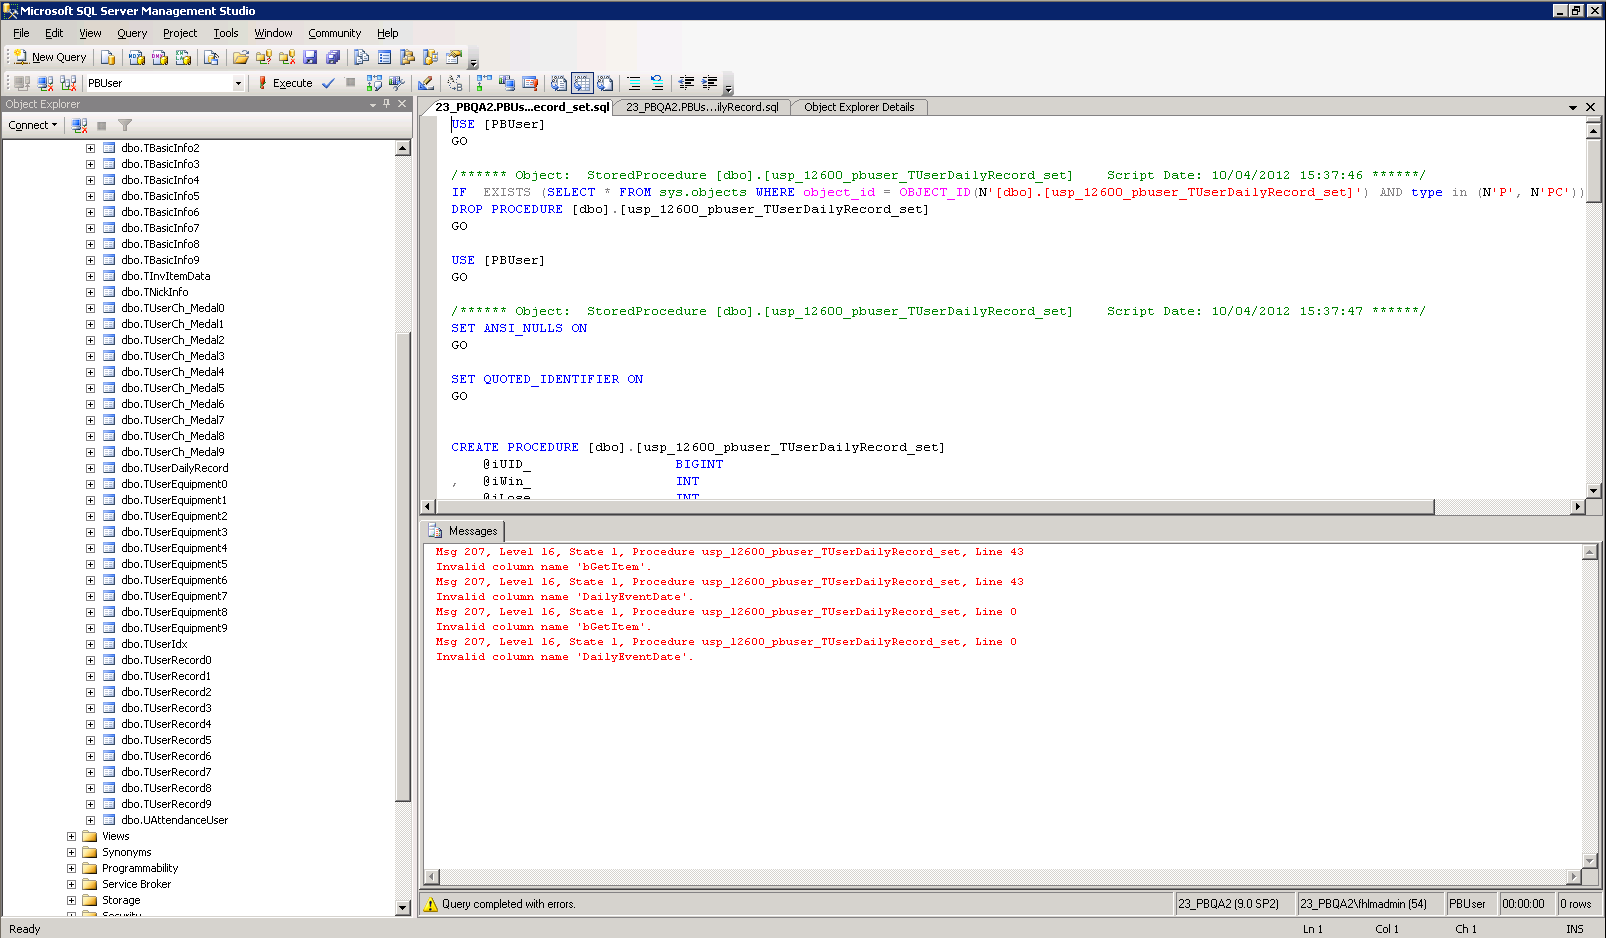 Microsoft SQL Server Management Studio
File Edit View Query Project Tools Window Community Help
New Query
PBUser Execute
Object Explorer
Connect
dbo.TBasicInfo2
dbo.TBasicInfo3
dbo.TBasicInfo4
dbo.TBasicInfo5
dbo.TBasicInfo6
dbo.TBasicInfo7
dbo.TBasicInfo8
dbo.TBasicInfo9
dbo.TInvItemData
dbo.TNickInfo
dbo.TUserCh_Medal0
dbo.TUserCh_Medal1
dbo.TUserCh_Medal2
dbo.TUserCh_Medal3
dbo.TUserCh_Medal4
dbo.TUserCh_Medal5
dbo.TUserCh_Medal6
dbo.TUserCh_Medal7
dbo.TUserCh_Medal8
dbo.TUserCh_Medal9
dbo.TUserDailyRecord
dbo.TUserEquipment0
dbo.TUserEquipment1
dbo.TUserEquipment2
dbo.TUserEquipment3
dbo.TUserEquipment4
dbo.TUserEquipment5
dbo.TUserEquipment6
dbo.TUserEquipment7
dbo.TUserEquipment8
dbo.TUserEquipment9
dbo.TUserIdx
dbo.TUserRecord0
dbo.TUserRecord1
dbo.TUserRecord2
dbo.TUserRecord3
dbo.TUserRecord4
dbo.TUserRecord5
dbo.TUserRecord6
dbo.TUserRecord7
dbo.TUserRecord8
dbo.TUserRecord9
dbo.UAttendanceUser
Views
Synonyms
Programmability
Service Broker
Storage
Security
23_PBQA2.PBUs...ecord_set.sql 23_PBQA2.PBUs...ilyRecord.sql Object Explorer Details
USE [PBUser]
GO
/****** Object:  StoredProcedure [dbo].[usp_12600_pbuser_TUserDailyRecord_set]    Script Date: 10/04/2012 15:37:46 ******/
IF  EXISTS (SELECT * FROM sys.objects WHERE object_id = OBJECT_ID(N'[dbo].[usp_12600_pbuser_TUserDailyRecord_set]') AND type in (N'P', N'PC'))
DROP PROCEDURE [dbo].[usp_12600_pbuser_TUserDailyRecord_set]
GO
USE [PBUser]
GO
/****** Object:  StoredProcedure [dbo].[usp_12600_pbuser_TUserDailyRecord_set]    Script Date: 10/04/2012 15:37:47 ******/
SET ANSI_NULLS ON
GO
SET QUOTED_IDENTIFIER ON
GO
CREATE PROCEDURE [dbo].[usp_12600_pbuser_TUserDailyRecord_set]
@iUID_ BIGINT
, @iWin_ INT
@iLose INT
Messages
Msg 207, Level 16, State 1, Procedure usp_12600_pbuser_TUserDailyRecord_set, Line 43
Invalid column name 'bGetItem'.
Msg 207, Level 16, State 1, Procedure usp_12600_pbuser_TUserDailyRecord_set, Line 43
Invalid column name 'DailyEventDate'.
Msg 207, Level 16, State 1, Procedure usp_12600_pbuser_TUserDailyRecord_set, Line 0
Invalid column name 'bGetItem'.
Msg 207, Level 16, State 1, Procedure usp_12600_pbuser_TUserDailyRecord_set, Line 0
Invalid column name 'DailyEventDate'.
Query completed with errors. 23_PBQA2 (9.0 SP2) 23_PBQA2\fhlmadmin (54) PBUser 00:00:00 0 rows
Ready Ln 1 Col 1 Ch 1 INS